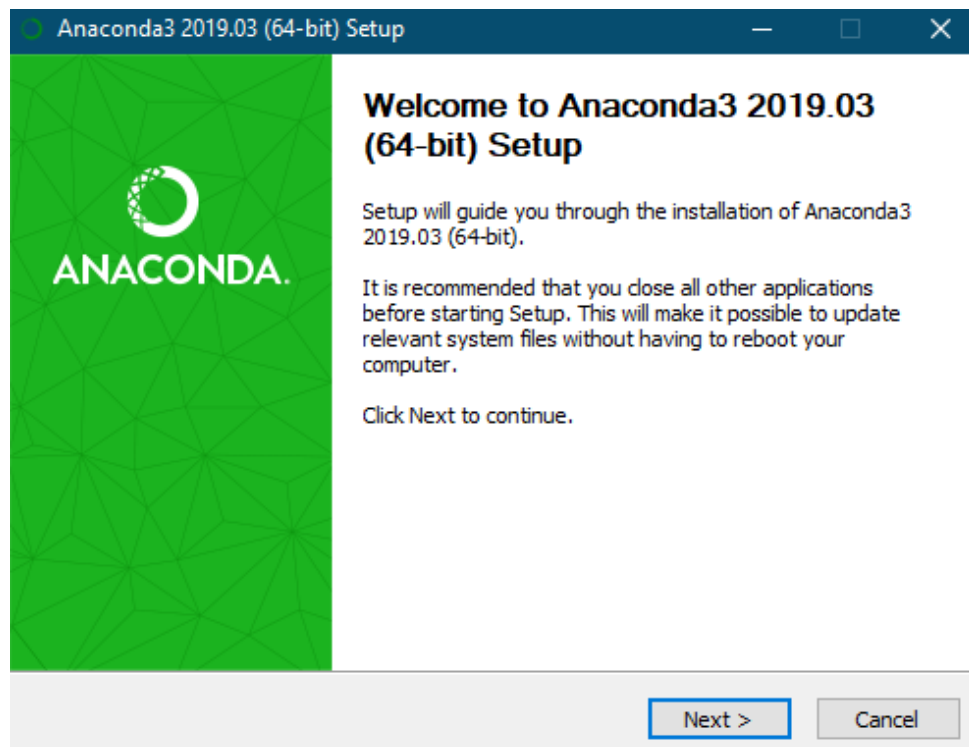 Anaconda3 2019.03 (64-bit) Setup
ANACONDA.
Welcome to Anaconda3 2019.03
(64-bit) Setup
Setup will guide you through the installation of Anaconda3
2019.03 (64-bit).
It is recommended that you close all other applications
before starting Setup. This will make it possible to update
relevant system files without having to reboot your
computer.
Click Next to continue.
Next >
Cancel